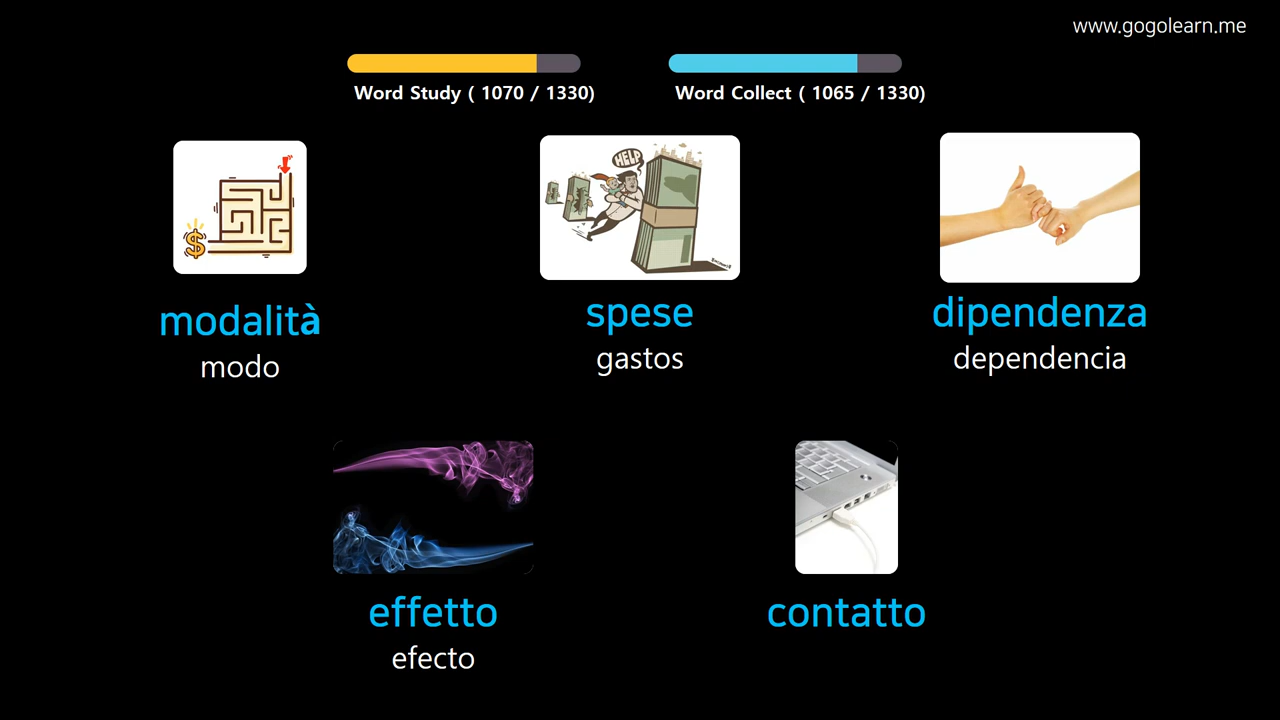 www.gogolearn.me
Word Study ( 1070 / 1330)
Word Collect ( 1065 / 1330)
HELP
modalità
modo
spese
gastos
dipendenza
dependencia
effetto
efecto
contatto